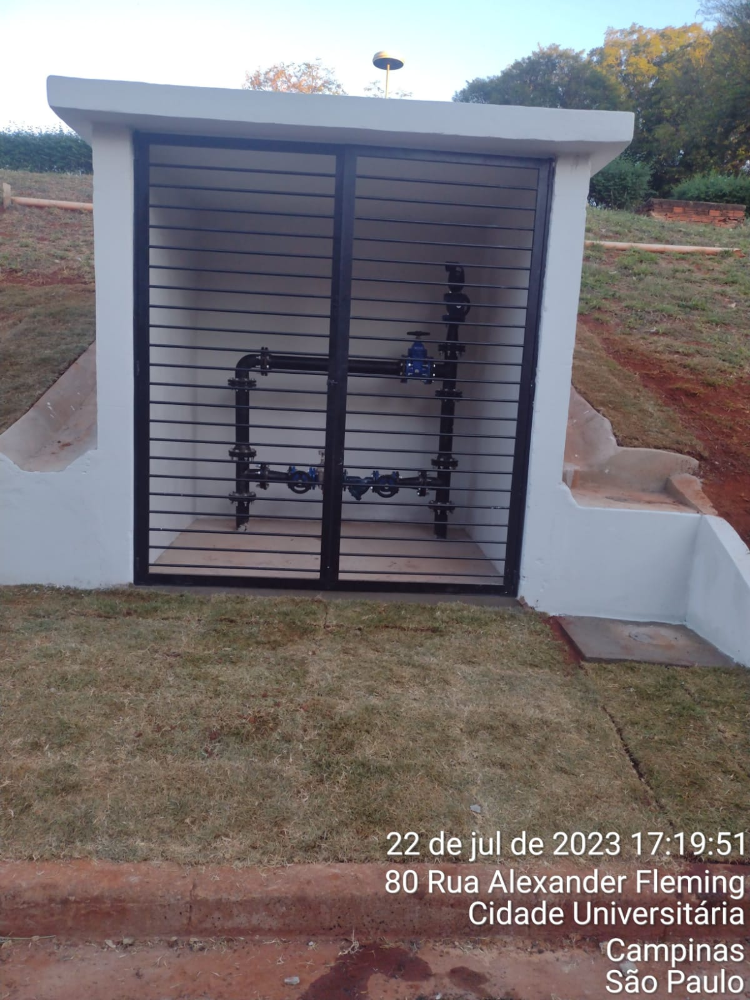 22 de jul de 2023 17:19:51
80 Rua Alexander Fleming
Cidade Universitária
Campinas
São Paulo